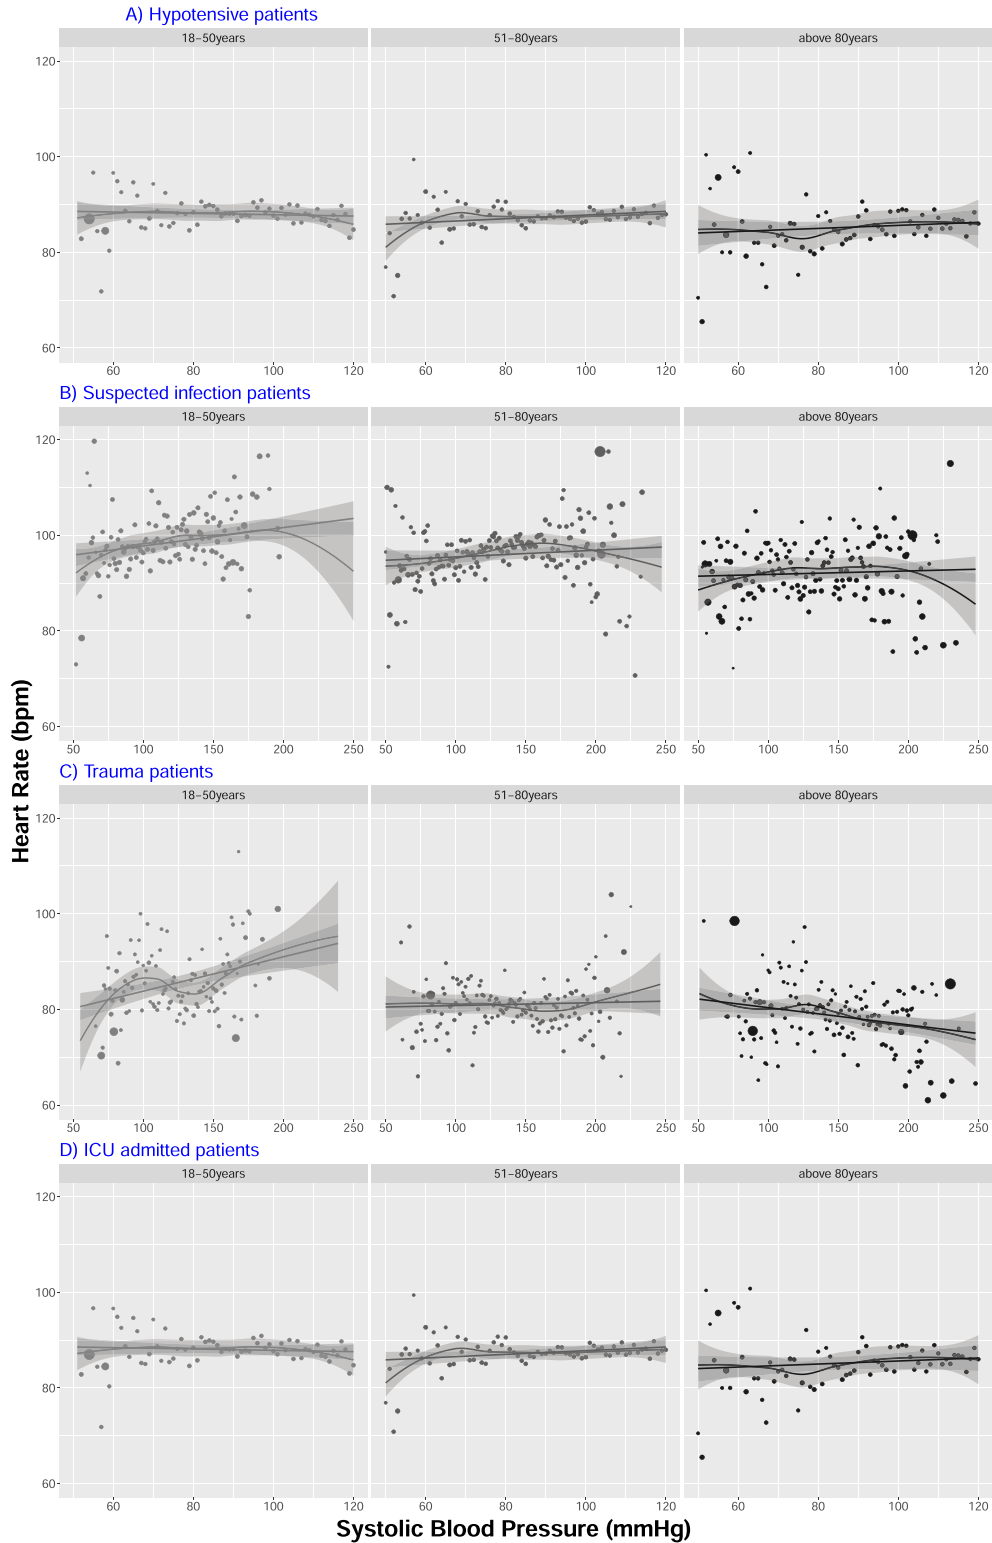 A) Hypotensive patients
18-50years 51-80years above 80years
120
100
80
60
60 80 100 120 60 80 100 120 60 80 100 120
B) Suspected infection patients
18-50years 51-80years above 80years
120
100
80
60
50 100 150 200 250 50 100 150 200 250 50 100 150 200 250
C) Trauma patients
18-50years 51-80years above 80years
120
100
80
60
50 100 150 200 250 50 100 150 200 250 50 100 150 200 250
D) ICU admitted patients
18-50years 51-80years above 80years
120
100
80
60
60 80 100 120 60 80 100 120 60 80 100 120
Heart Rate (bpm)
Systolic Blood Pressure (mmHg)